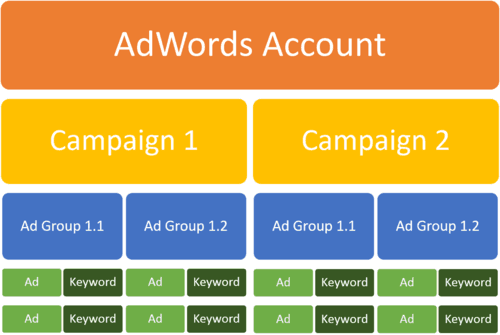 AdWords Account
Campaign 1 Campaign 2
Ad Group 1.1 Ad Group 1.2 Ad Group 1.1 Ad Group 1.2
Ad Keyword Ad Keyword Ad Keyword Ad Keyword
Ad Keyword Ad Keyword Ad Keyword Ad Keyword